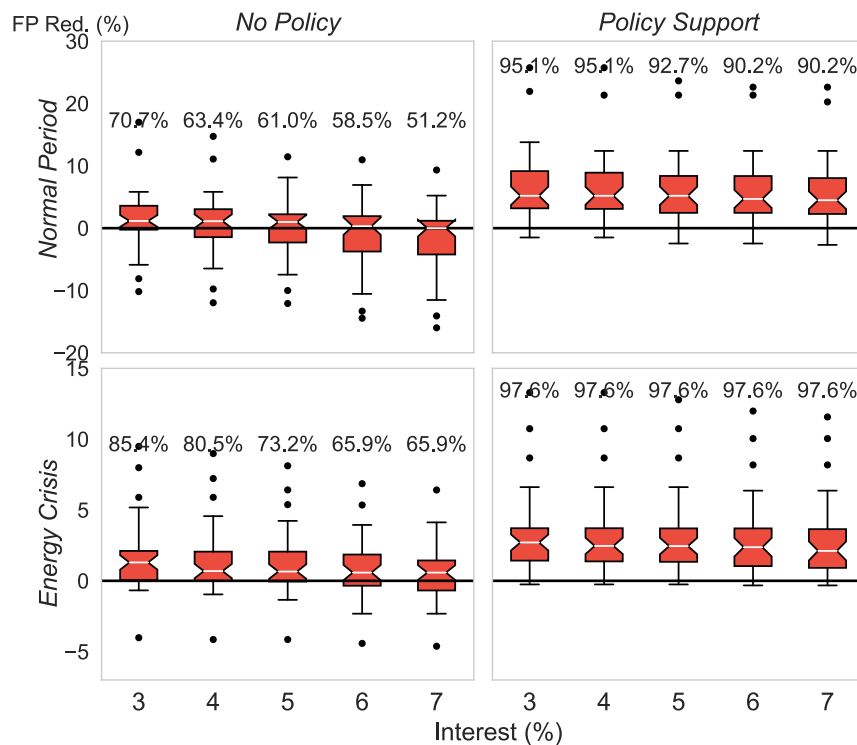 FP Red. (%)
No Policy
Policy Support
Normal Period
30
20
10
0
−10
−20
70.7% 63.4% 61.0% 58.5% 51.2%
95.1% 95.1% 92.7% 90.2% 90.2%
Energy Crisis
15
10
5
0
−5
85.4% 80.5% 73.2% 65.9% 65.9%
97.6% 97.6% 97.6% 97.6% 97.6%
3 4 5 6 7
3 4 5 6 7
Interest (%)